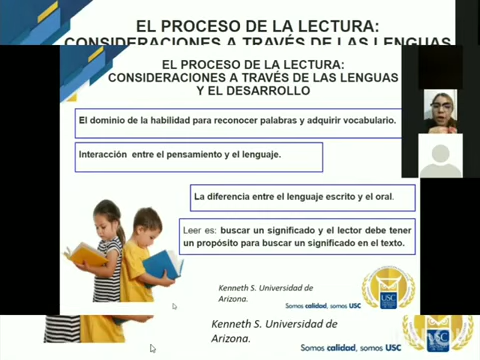 EL PROCESO DE LA LECTURA:
CONSIDERACIONES A TRAVÉS DE LAS LENGUAS
EL PROCESO DE LA LECTURA:
CONSIDERACIONES A TRAVÉS DE LAS LENGUAS
Y EL DESARROLLO
El dominio de la habilidad para reconocer palabras y adquirir vocabulario.
Interacción entre el pensamiento y el lenguaje.
La diferencia entre el lenguaje escrito y el oral.
Leer es: buscar un significado y el lector debe tener
un propósito para buscar un significado en el texto.
Kenneth S. Universidad de
Arizona.
Somos calidad, somos USC
USC
Kenneth S. Universidad de
Arizona.
Somos calidad, somos USC
USC